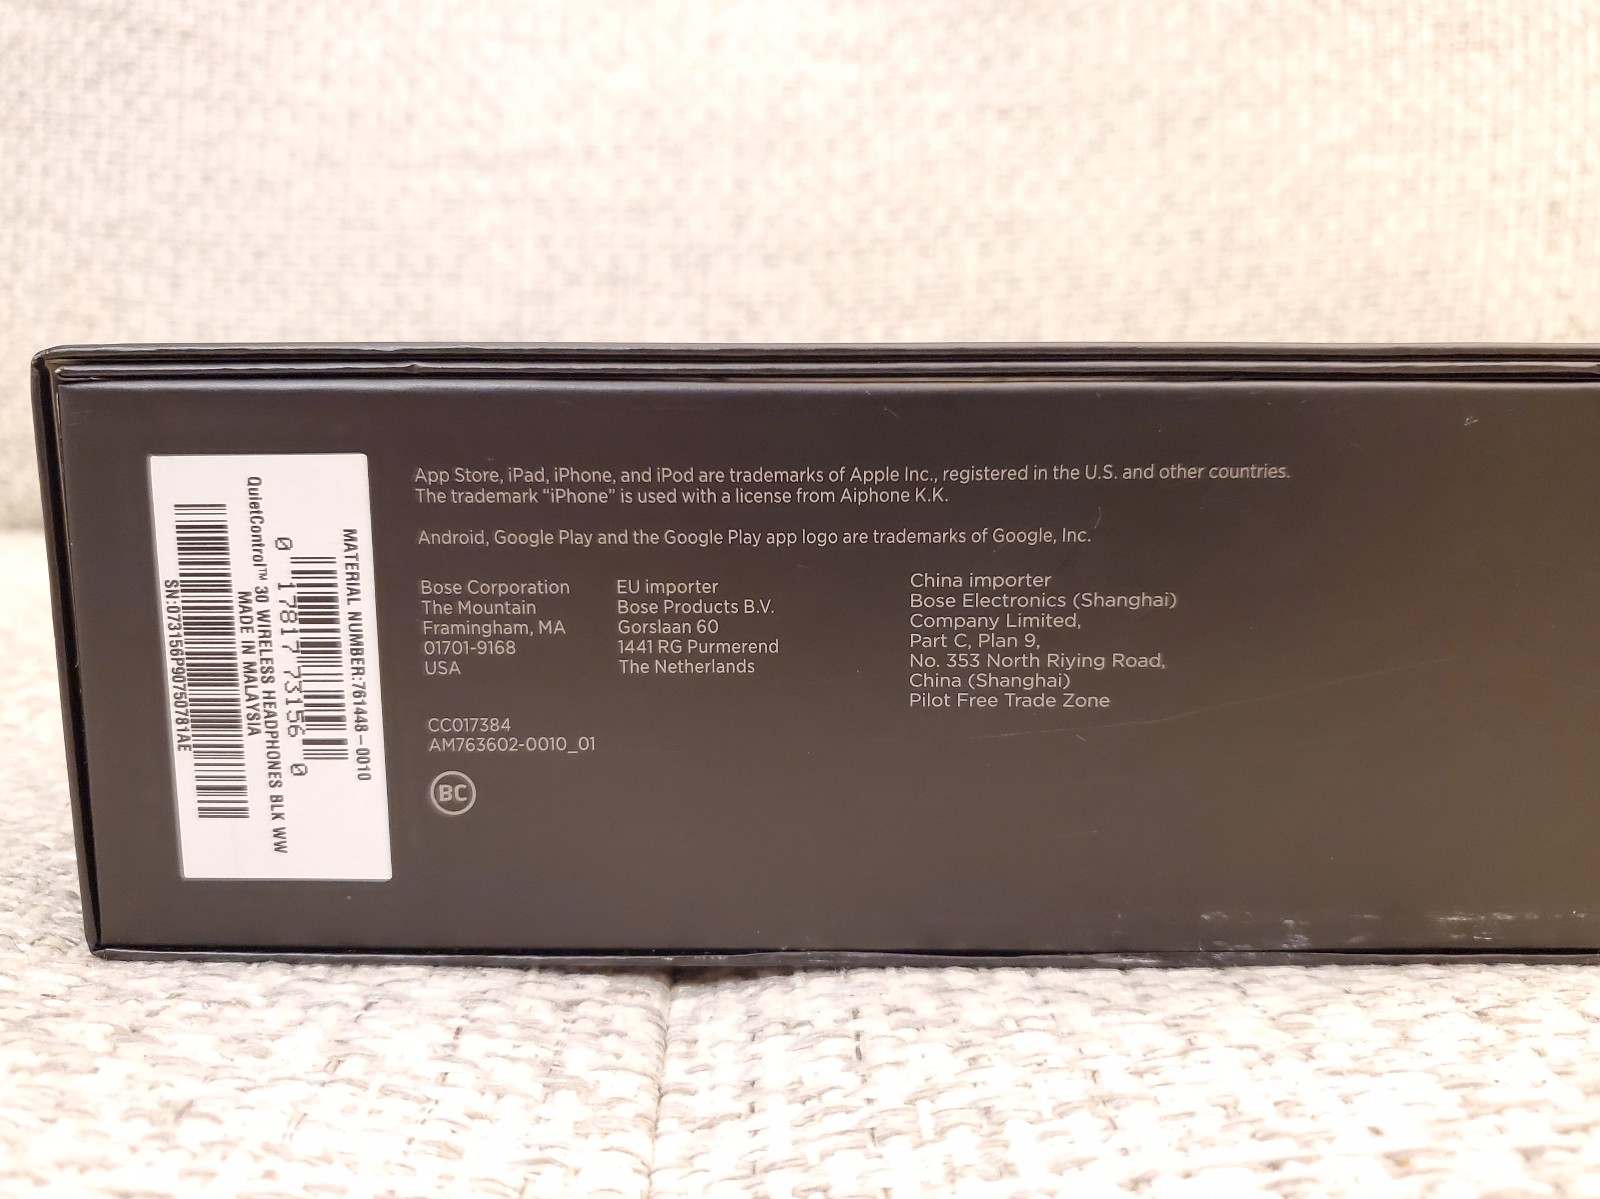 MATERIAL NUMBER:761448-0010
0 17817 73156 0
QuietControl™ 30 WIRELESS HEADPHONES BLK WW
MADE IN MALAYSIA
SN:073156P90750781AE
App Store, iPad, iPhone, and iPod are trademarks of Apple Inc., registered in the U.S. and other countries.
The trademark “iPhone” is used with a license from Aiphone K.K.
Android, Google Play and the Google Play app logo are trademarks of Google, Inc.
Bose Corporation
The Mountain
Framingham, MA
01701-9168
USA
EU importer
Bose Products B.V.
Gorslaan 60
1441 RG Purmerend
The Netherlands
China importer
Bose Electronics (Shanghai)
Company Limited,
Part C, Plan 9,
No. 353 North Riying Road,
China (Shanghai)
Pilot Free Trade Zone
CC017384
AM763602-0010_01
BC